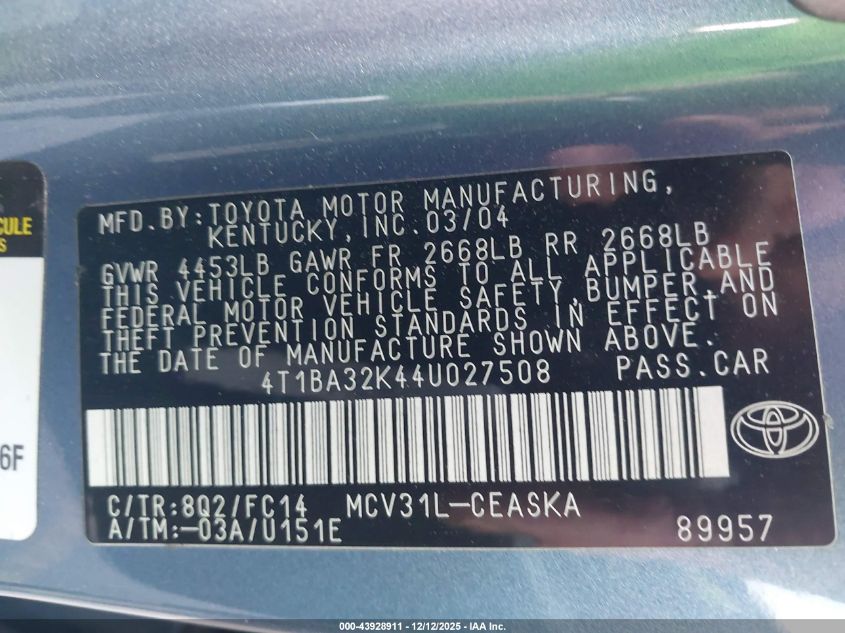 CULE
S
6F
MFD.BY:TOYOTA MOTOR MANUFACTURING,
KENTUCKY,INC.03/04
GVWR 4453LB GAWR FR 2668LB RR 2668LB
THIS VEHICLE CONFORMS TO ALL APPLICABLE
FEDERAL MOTOR VEHICLE SAFETY,BUMPER,AND
THEFT PREVENTION STANDARDS IN EFFECT ON
THE DATE OF MANUFACTURE SHOWN ABOVE.
4T1BA32K44U027508 PASS.CAR
C/TR:8Q2/FC14 MCV31L-CEASKA
A/TM:-03A/U151E 89957
000-43928911 - 12/12/2025 - IAA Inc.